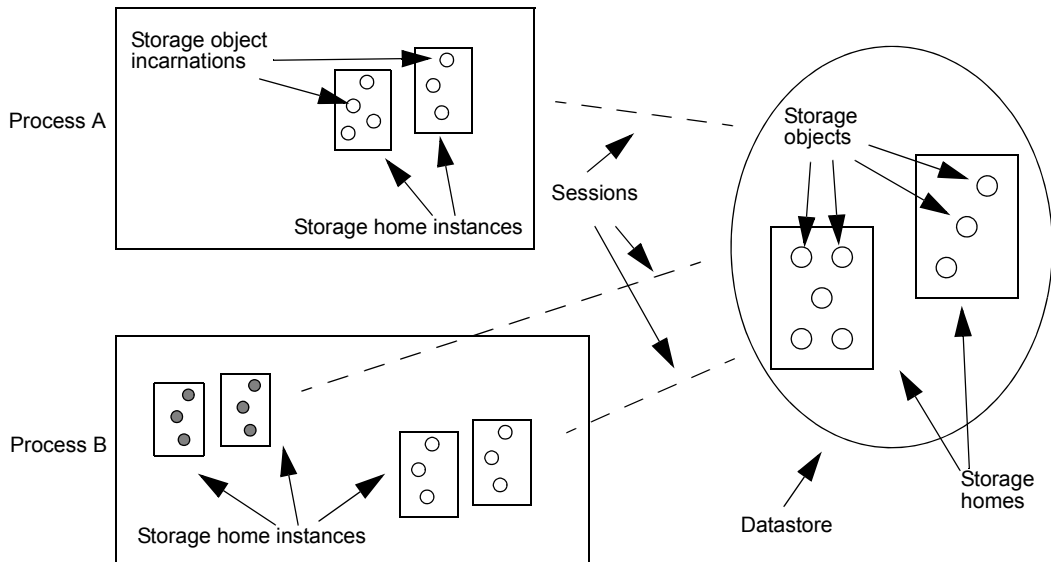 Storage object
incarnations
Process A
Storage home instances
Sessions
Storage
objects
Process B
Storage home instances
Datastore
Storage
homes